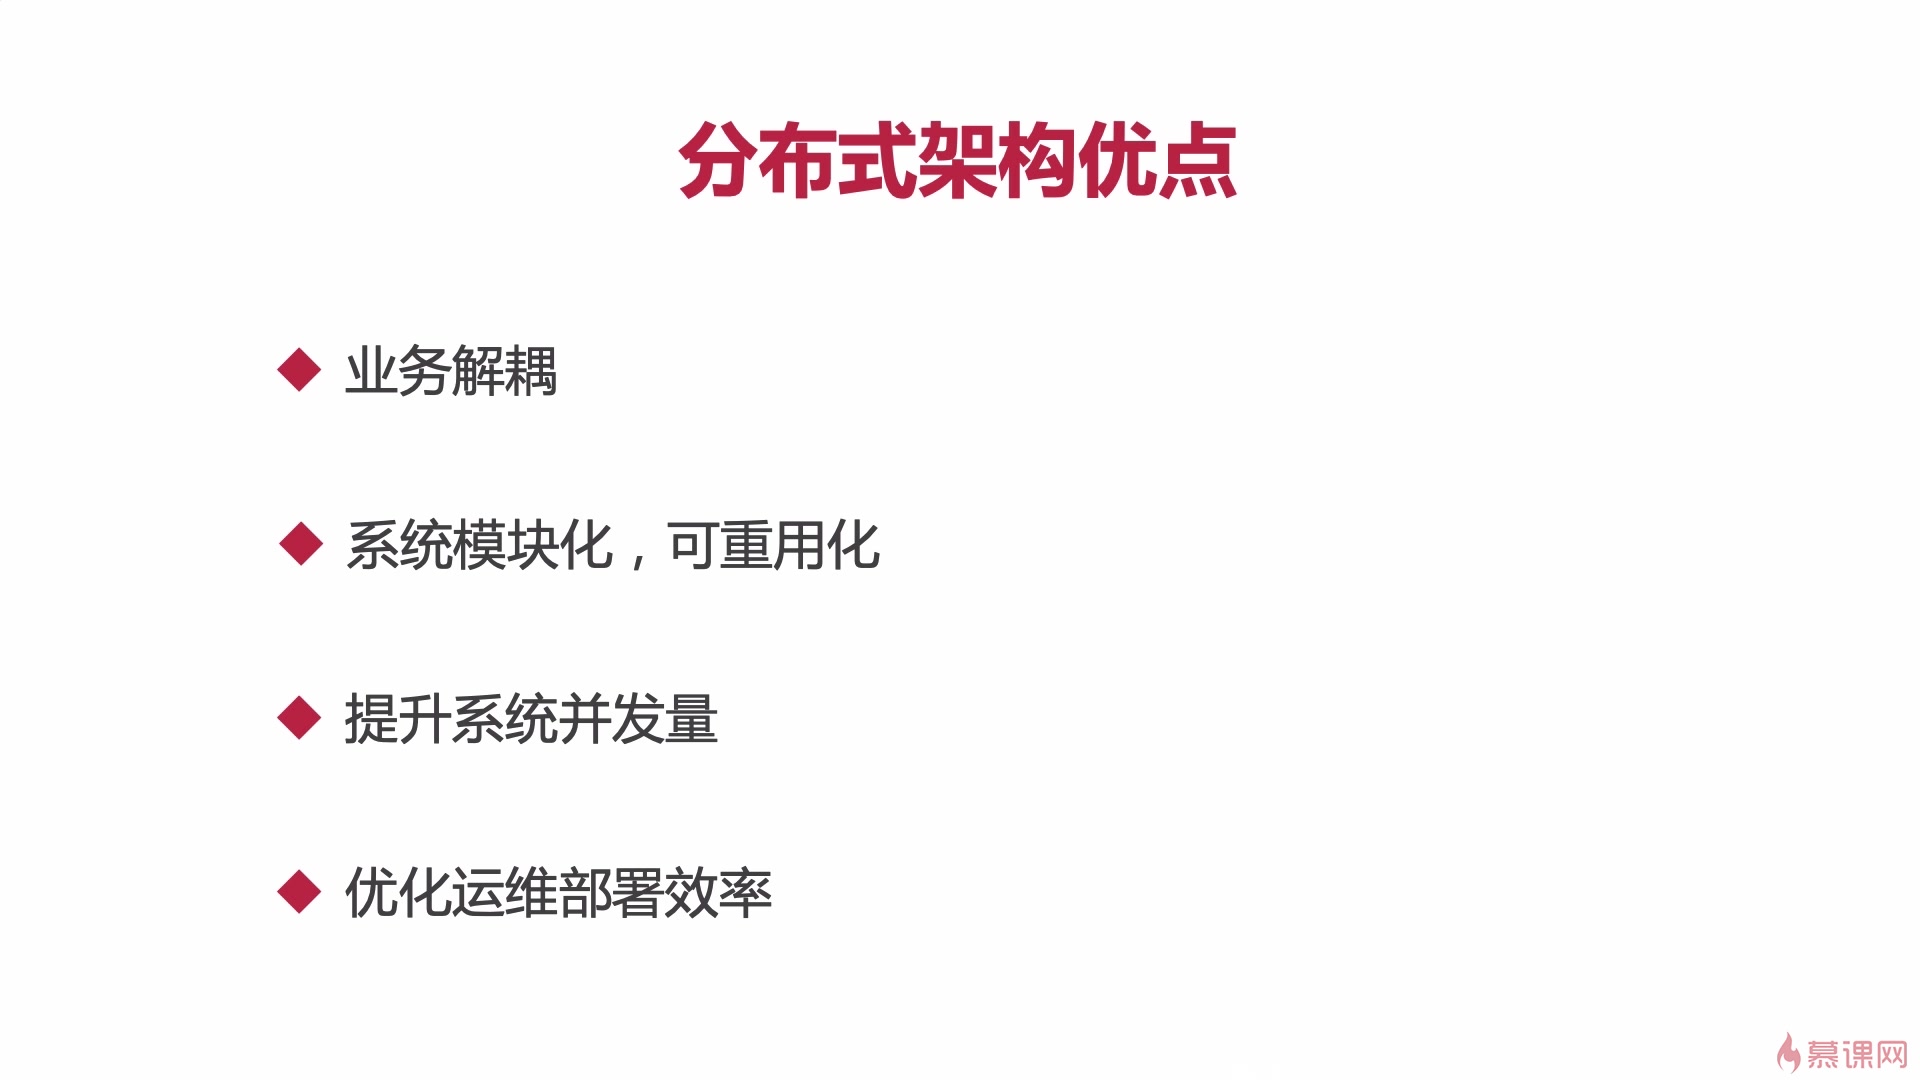 分布式架构优点
业务解耦
系统模块化，可重用化
提升系统并发量
优化运维部署效率
慕课网